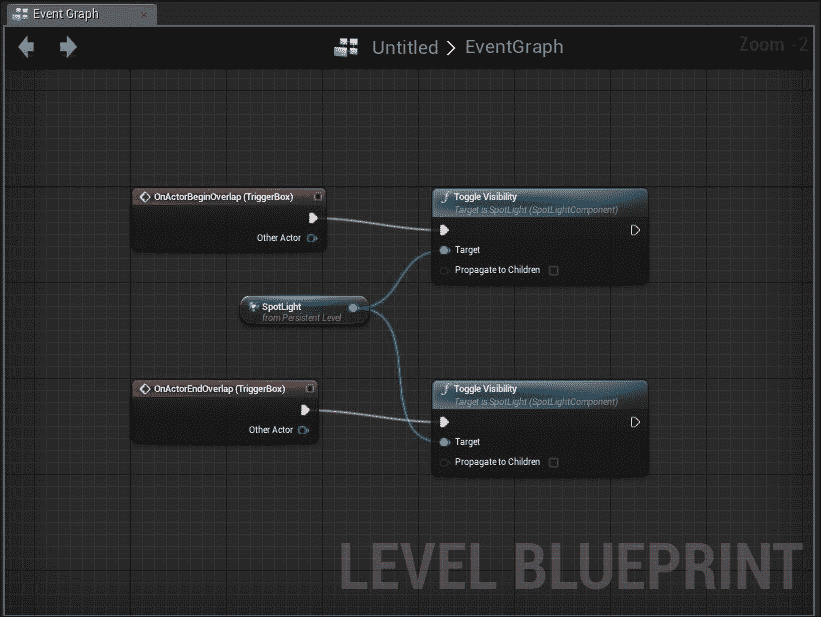 Event Graph
Untitled > EventGraph
Zoom -2
OnActorBeginOverlap (TriggerBox)
Other Actor
Toggle Visibility
Target is SpotLight (SpotLightComponent)
Target
Propagate to Children
SpotLight
from Persistent Level
OnActorEndOverlap (TriggerBox)
Other Actor
Toggle Visibility
Target is SpotLight (SpotLightComponent)
Target
Propagate to Children
LEVEL BLUEPRINT